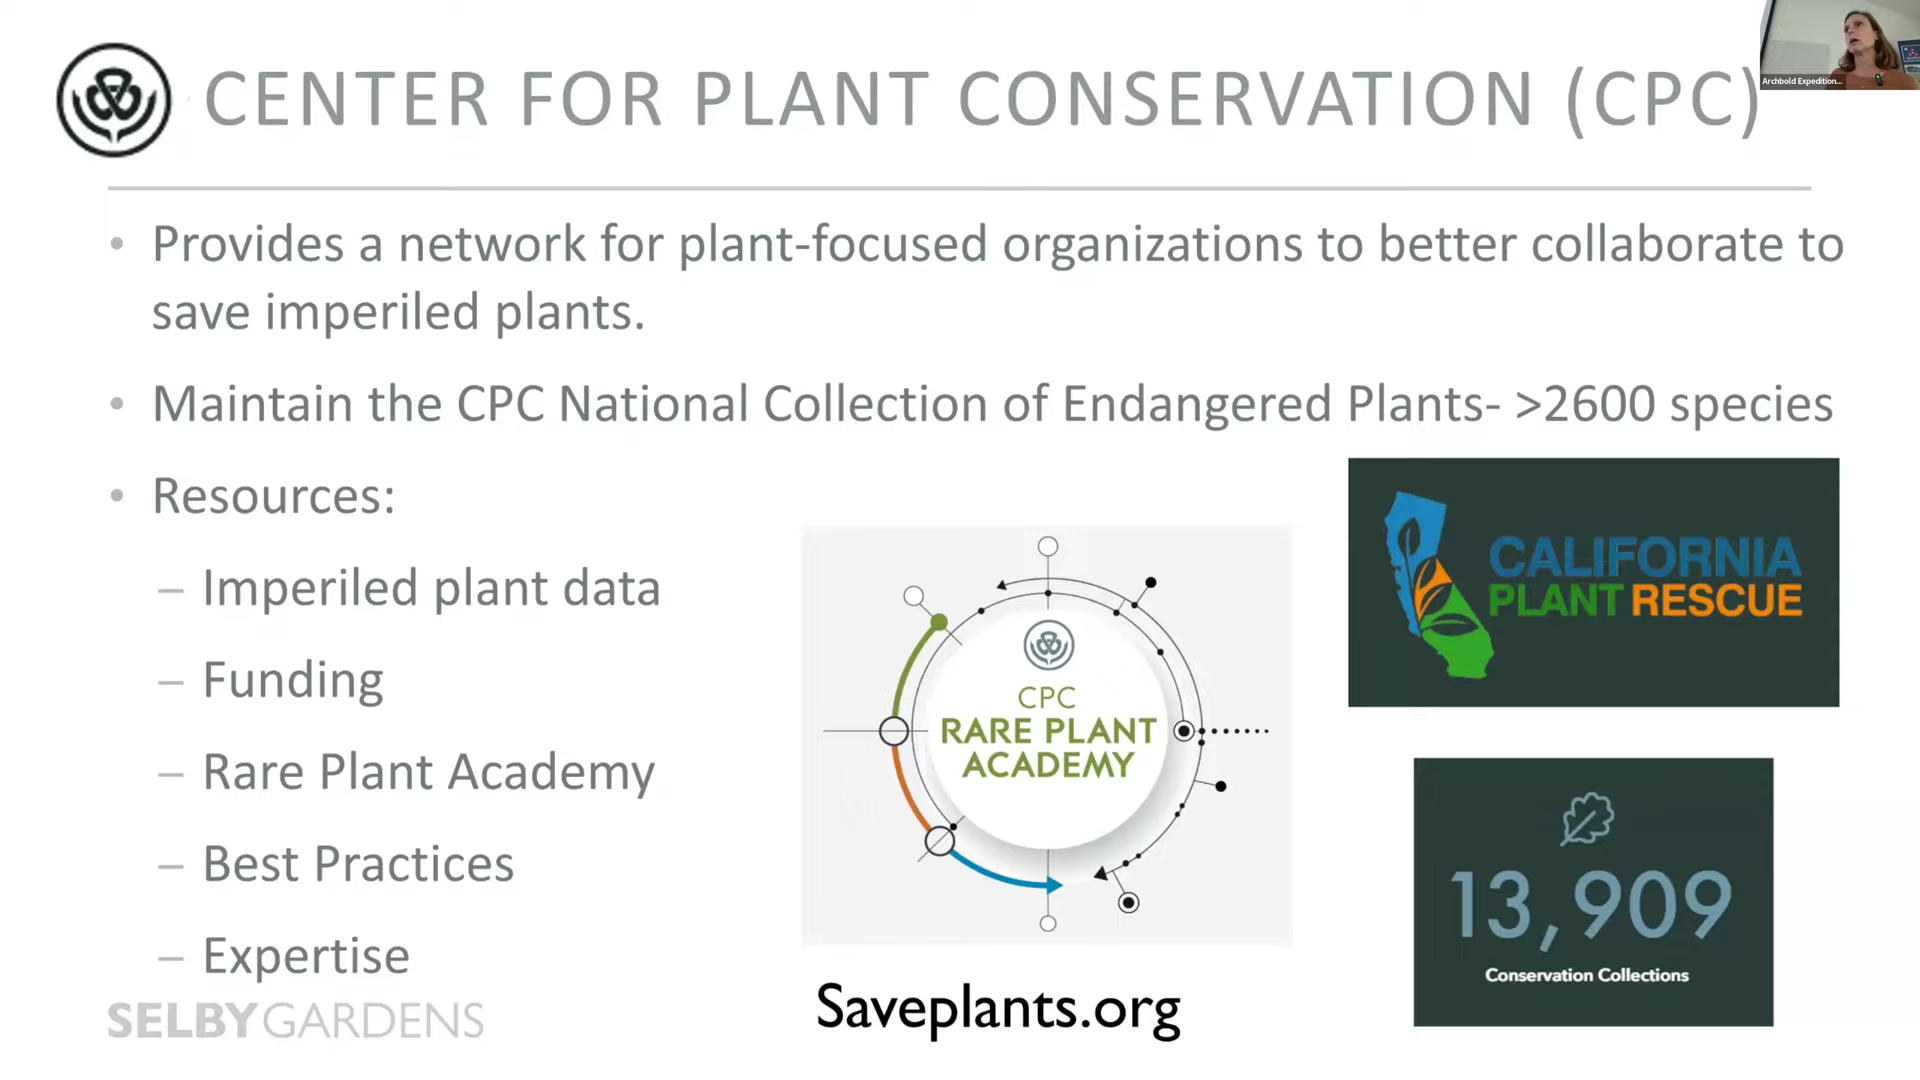 CENTER FOR PLANT CONSERVATION (CPC)
Archbold Expedition...
• Provides a network for plant-focused organizations to better collaborate to
save imperiled plants.
• Maintain the CPC National Collection of Endangered Plants- >2600 species
• Resources:
– Imperiled plant data
– Funding
– Rare Plant Academy
– Best Practices
– Expertise
CPC
RARE PLANT
ACADEMY
CALIFORNIA
PLANT RESCUE
13,909
Conservation Collections
Saveplants.org
SELBYGARDENS